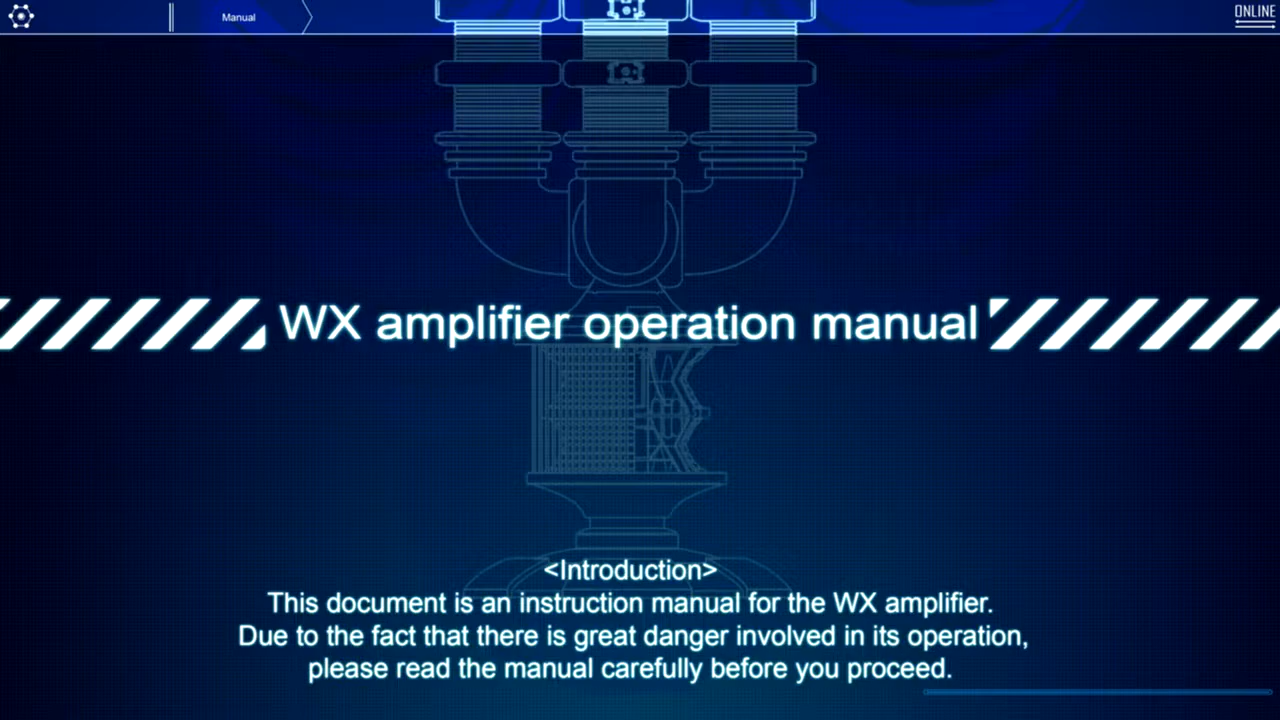 Manual
ONLINE
WX amplifier operation manual
<Introduction>
This document is an instruction manual for the WX amplifier.
Due to the fact that there is great danger involved in its operation,
please read the manual carefully before you proceed.